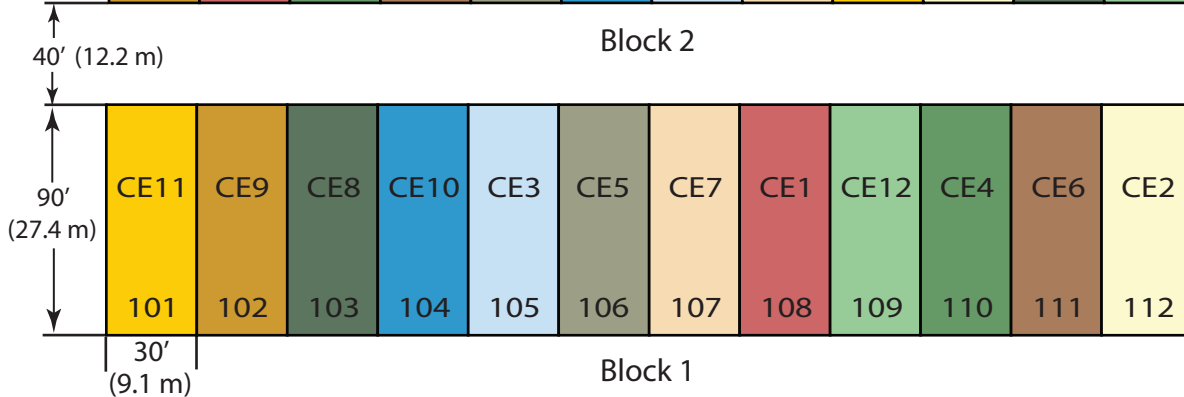 Block 2
40′ (12.2 m)
CE11 CE9 CE8 CE10 CE3 CE5 CE7 CE1 CE12 CE4 CE6 CE2
90′
(27.4 m)
101 102 103 104 105 106 107 108 109 110 111 112
30′
(9.1 m)
Block 1